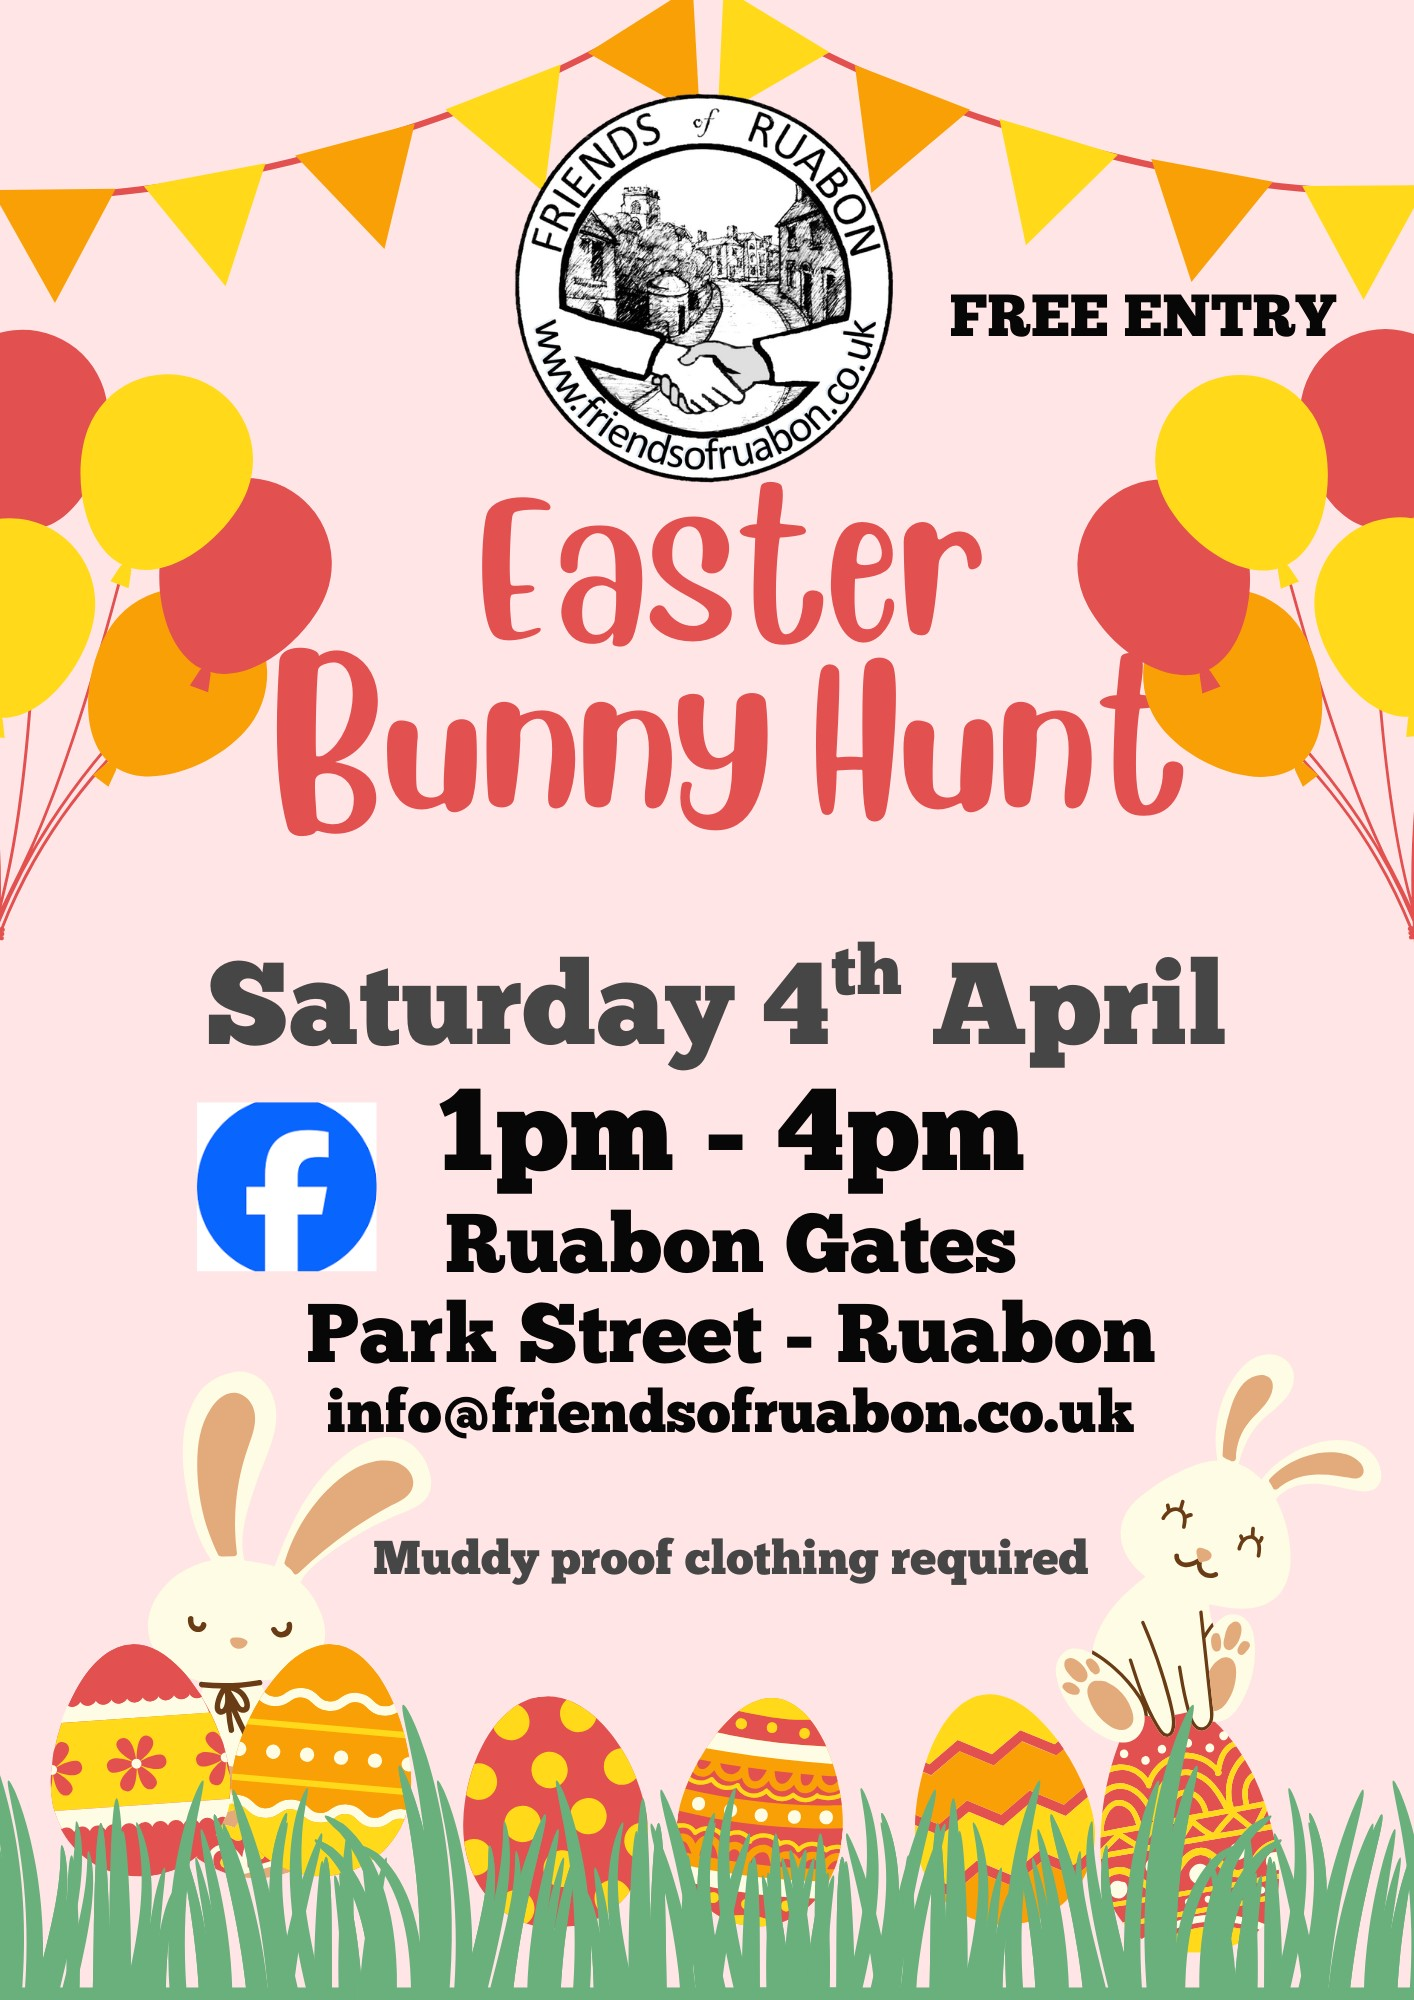 FRIENDS of RUABON
www.friendsofruabon.co.uk
FREE ENTRY
Easter
Bunny Hunt
Saturday 4th April
1pm - 4pm
Ruabon Gates
Park Street - Ruabon
info@friendsofruabon.co.uk
Muddy proof clothing required